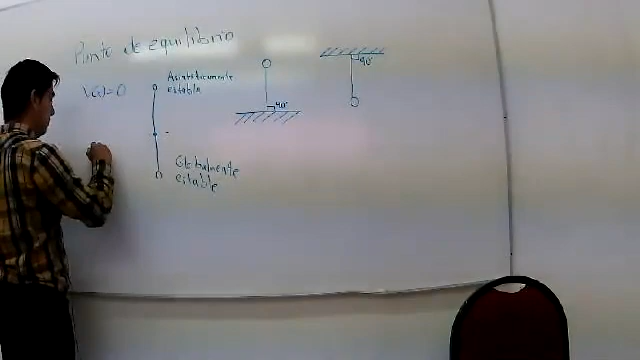 Punto de equilibrio
V(x)=0
Asintóticamente
estable
90°
90°
Globalmente
estable